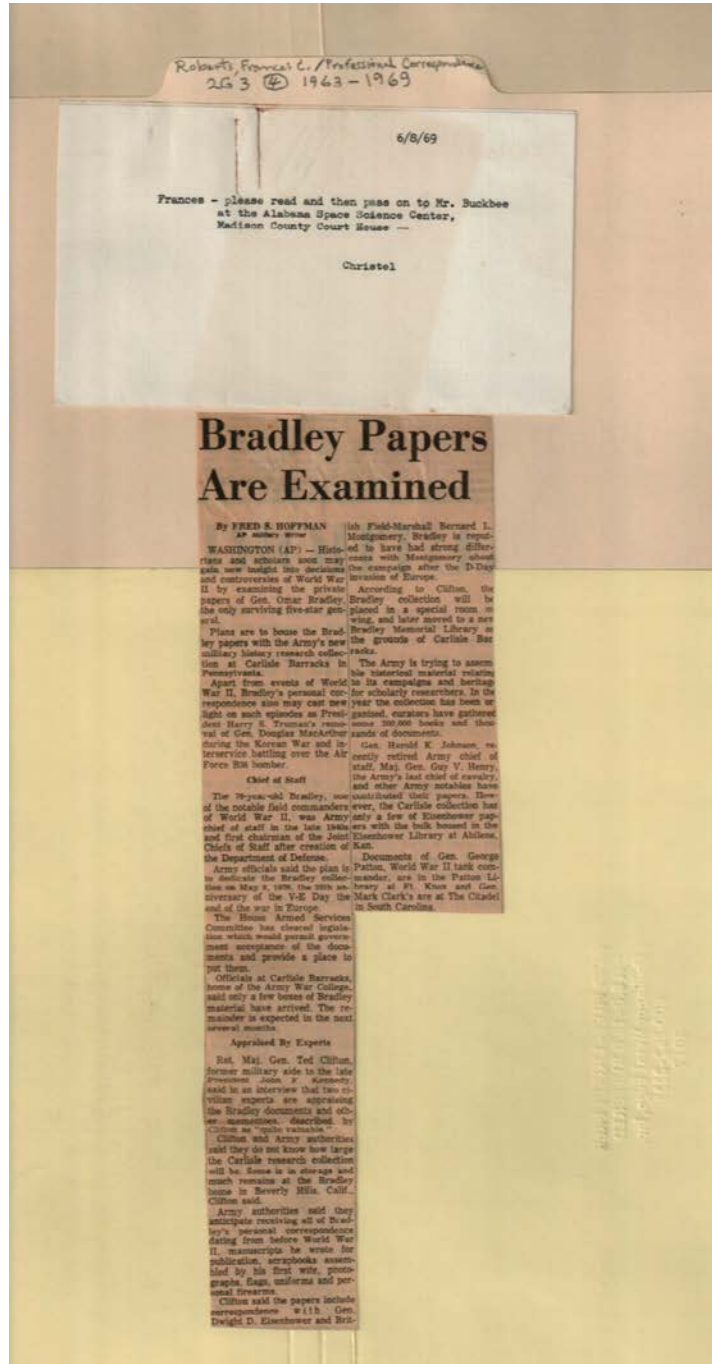 Roberts, Frances C. / Professional Correspondence
2G3 ④ 1963-1969
6/8/69
Frances - please read and then pass on to Mr. Buckbee
at the Alabama Space Science Center,
Madison County Court House —
Christel
Bradley Papers
Are Examined
By FRED S. HOFFMAN
AP Military Writer
WASHINGTON (AP) — Histo-
rians and scholars soon may
gain new insight into decisions
and controversies of World War
II by examining the private
papers of Gen. Omar Bradley,
the only surviving five-star gen-
eral.
Plans are to house the Brad-
ley papers with the Army's new
military history research collec-
tion at Carlisle Barracks in
Pennsylvania.
Apart from events of World
War II, Bradley's personal cor-
respondence also may cast new
light on such episodes as Presi-
dent Harry S. Truman's remo-
val of Gen. Douglas MacArthur
during the Korean War and in-
terservice battling over the Air
Force B36 bomber.
Chief of Staff
The 76-year-old Bradley, one
of the notable field commanders
of World War II, was Army
chief of staff in the late 1940s
and first chairman of the Joint
Chiefs of Staff after creation of
the Department of Defense.
Army officials said the plan is
to dedicate the Bradley collec-
tion on May 8, 1970, the 25th an-
niversary of the V-E Day the
end of the war in Europe.
The House Armed Services
Committee has cleared legisla-
tion which would permit govern-
ment acceptance of the docu-
ments and provide a place to
put them.
Officials at Carlisle Barracks,
home of the Army War College,
said only a few boxes of Bradley
material have arrived. The re-
mainder is expected in the next
several months.
Appraised By Experts
Ret. Maj. Gen. Ted Clifton,
former military aide to the late
President John F. Kennedy,
said in an interview that two ci-
vilian experts are appraising
the Bradley documents and oth-
er mementoes, described by
Clifton as "quite valuable."
Clifton and Army authorities
said they do not know how large
the Carlisle research collection
will be. Some is in storage and
much remains at the Bradley
home in Beverly Hills, Calif.,
Clifton said.
Army authorities said they
anticipate receiving all of Brad-
ley's personal correspondence
dating from before World War
II, manuscripts he wrote for
publication, scrapbooks assem-
bled by his first wife, photo-
graphs, flags, uniforms and per-
sonal firearms.
Clifton said the papers include
correspondence with Gen.
Dwight D. Eisenhower and Brit-
ish Field-Marshall Bernard L.
Montgomery. Bradley is reput-
ed to have had strong differ-
ences with Montgomery about
the campaign after the D-Day
invasion of Europe.
According to Clifton, the
Bradley collection will be
placed in a special room or
wing, and later moved to a new
Bradley Memorial Library on
the grounds of Carlisle Bar
racks.
The Army is trying to assem
ble historical material relating
to its campaigns and heritage
for scholarly researchers. In the
year the collection has been or
ganized, curators have gathered
some 200,000 books and thou
sands of documents.
Gen. Harold K. Johnson, re-
cently retired Army chief of
staff, Maj. Gen. Guy V. Henry,
the Army's last chief of cavalry,
and other Army notables have
contributed their papers. How-
ever, the Carlisle collection has
only a few of Eisenhower pap-
ers with the bulk housed in the
Eisenhower Library at Abilene,
Kan.
Documents of Gen. George
Patton, World War II tank com-
mander, are in the Patton Li-
brary at Ft. Knox and Gen.
Mark Clark's are at The Citadel
in South Carolina.